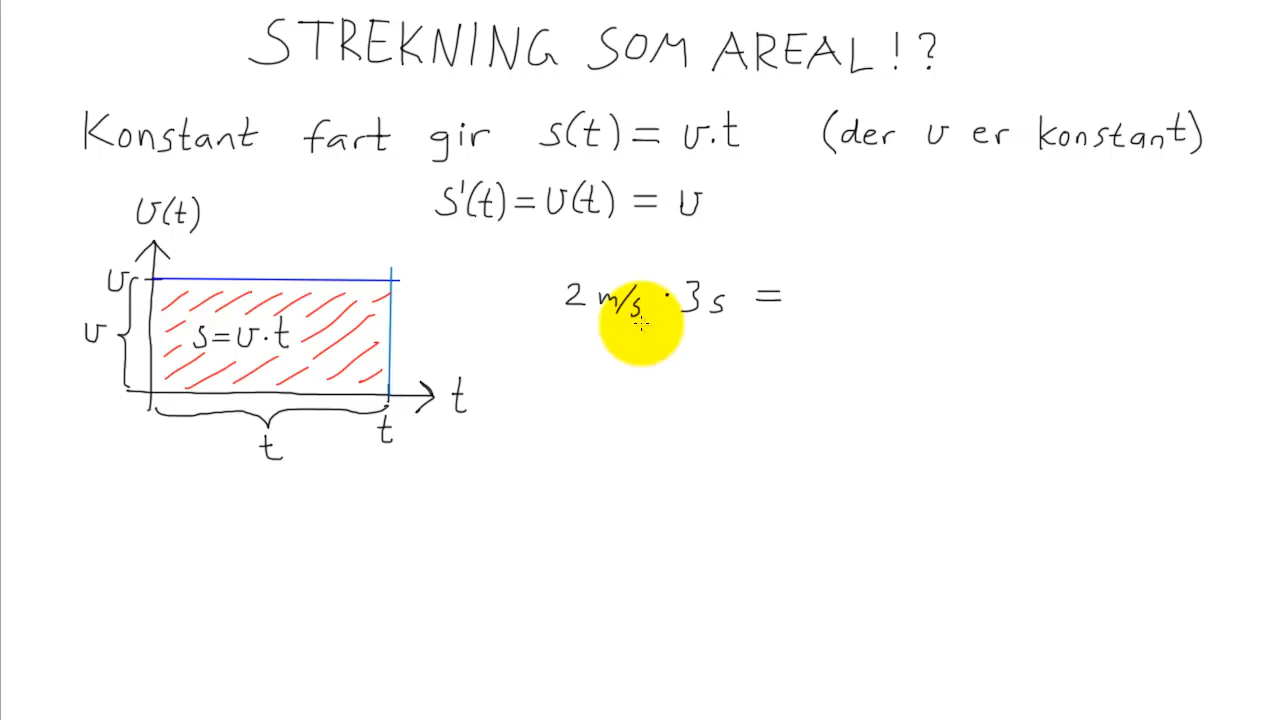 STREKNING SOM AREAL!?
Konstant fart gir s(t) = v·t (der v er konstant)
s'(t) = v(t) = v
v(t)
v
v
s=v·t
t
t
t
2 m/s · 3 s =